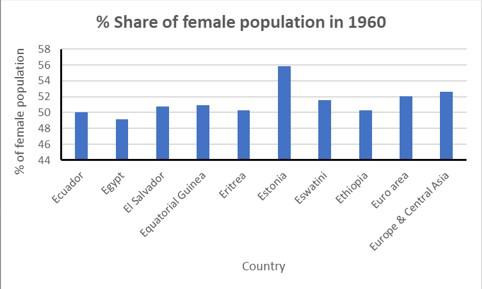 % Share of female population in 1960
% of female population
58
56
54
52
50
48
46
44
Ecuador
Egypt
El Salvador
Equatorial Guinea
Eritrea
Estonia
Eswatini
Ethiopia
Euro area
Europe & Central Asia
Country